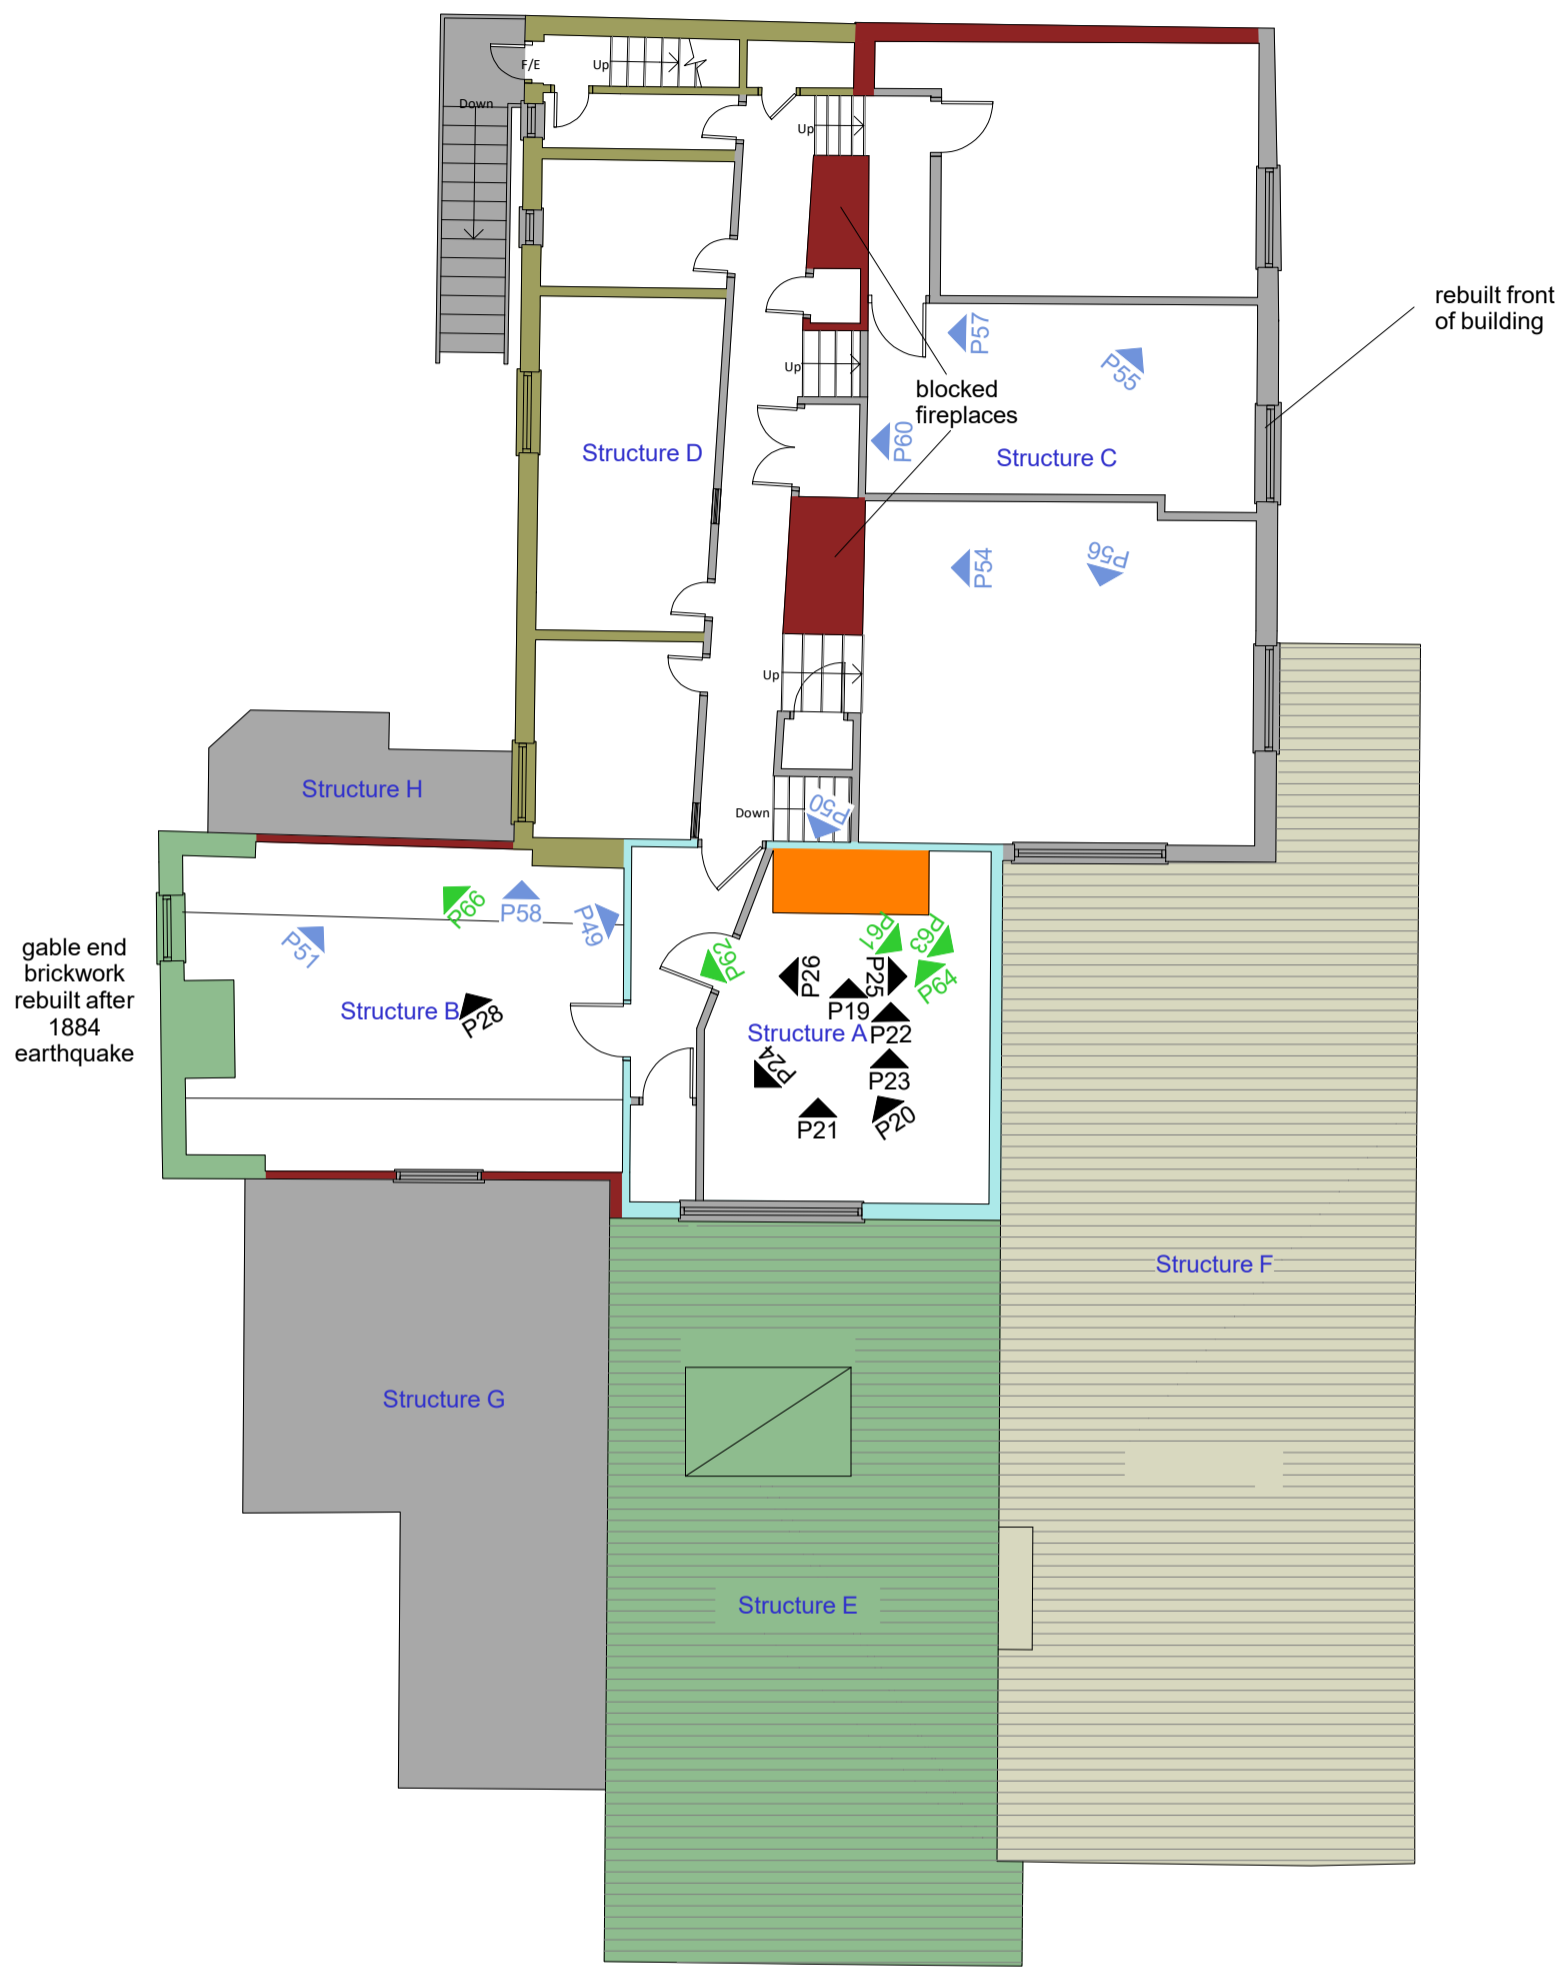 F/E
Up
Down
Up
rebuilt front
of building
P57
P55
Up
blocked
fireplaces
P60
Structure D
Structure C
P54
P56
Up
Structure H
Down
P50
P66
P58
P49
P51
gable end
brickwork
rebuilt after
1884
earthquake
P61
P63
P62
P26
P25
P64
P19
Structure B
P28
Structure A
P22
P24
P23
P21
P20
Structure F
Structure G
Structure E